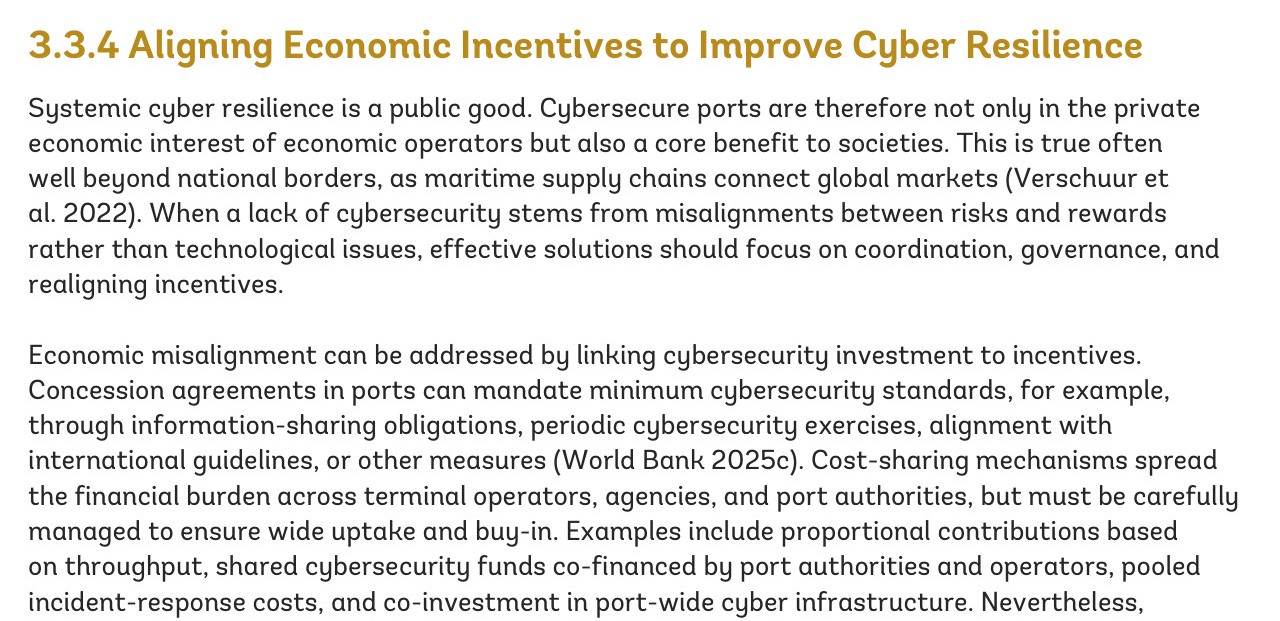 3.3.4 Aligning Economic Incentives to Improve Cyber Resilience
Systemic cyber resilience is a public good. Cybersecure ports are therefore not only in the private
economic interest of economic operators but also a core benefit to societies. This is true often
well beyond national borders, as maritime supply chains connect global markets (Verschuur et
al. 2022). When a lack of cybersecurity stems from misalignments between risks and rewards
rather than technological issues, effective solutions should focus on coordination, governance, and
realigning incentives.
Economic misalignment can be addressed by linking cybersecurity investment to incentives.
Concession agreements in ports can mandate minimum cybersecurity standards, for example,
through information-sharing obligations, periodic cybersecurity exercises, alignment with
international guidelines, or other measures (World Bank 2025c). Cost-sharing mechanisms spread
the financial burden across terminal operators, agencies, and port authorities, but must be carefully
managed to ensure wide uptake and buy-in. Examples include proportional contributions based
on throughput, shared cybersecurity funds co-financed by port authorities and operators, pooled
incident-response costs, and co-investment in port-wide cyber infrastructure. Nevertheless,